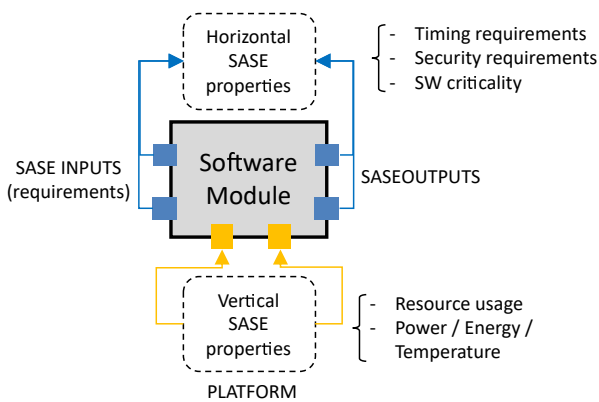 Horizontal
SASE
properties
- Timing requirements
- Security requirements
- SW criticality
SASE INPUTS
(requirements)
Software
Module
SASEOUTPUTS
Vertical
SASE
properties
- Resource usage
- Power / Energy /
Temperature
PLATFORM